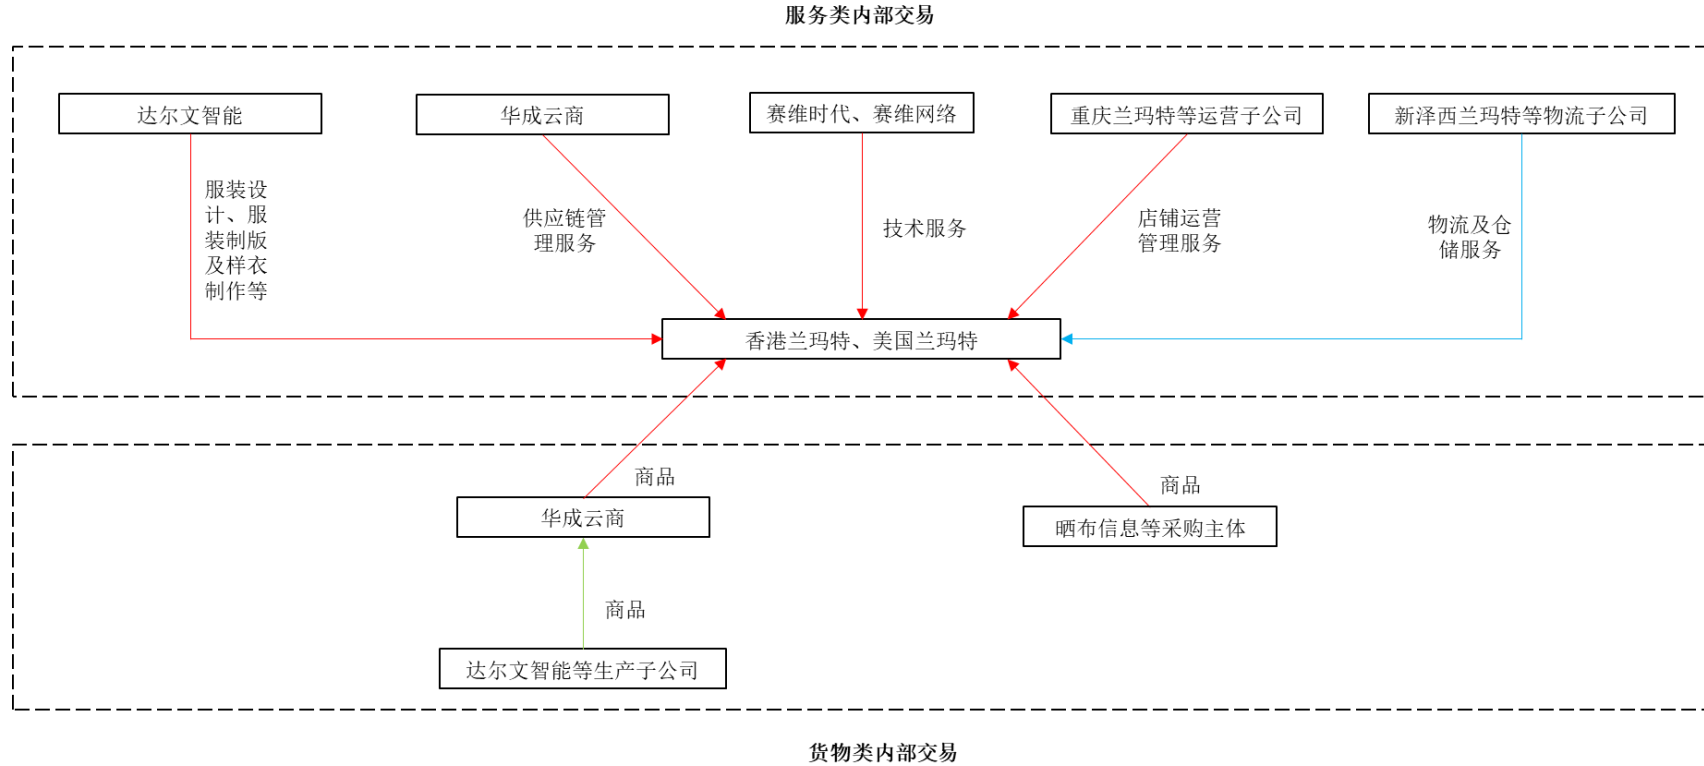 服务类内部交易
达尔文智能
华成云商
赛维时代、赛维网络
重庆兰玛特等运营子公司
新泽西兰玛特等物流子公司
服装设
计、服
装制版
及样衣
制作等
供应链管
理服务
技术服务
店铺运营
管理服务
物流及仓
储服务
香港兰玛特、美国兰玛特
商品
商品
华成云商
晒布信息等采购主体
商品
达尔文智能等生产子公司
货物类内部交易